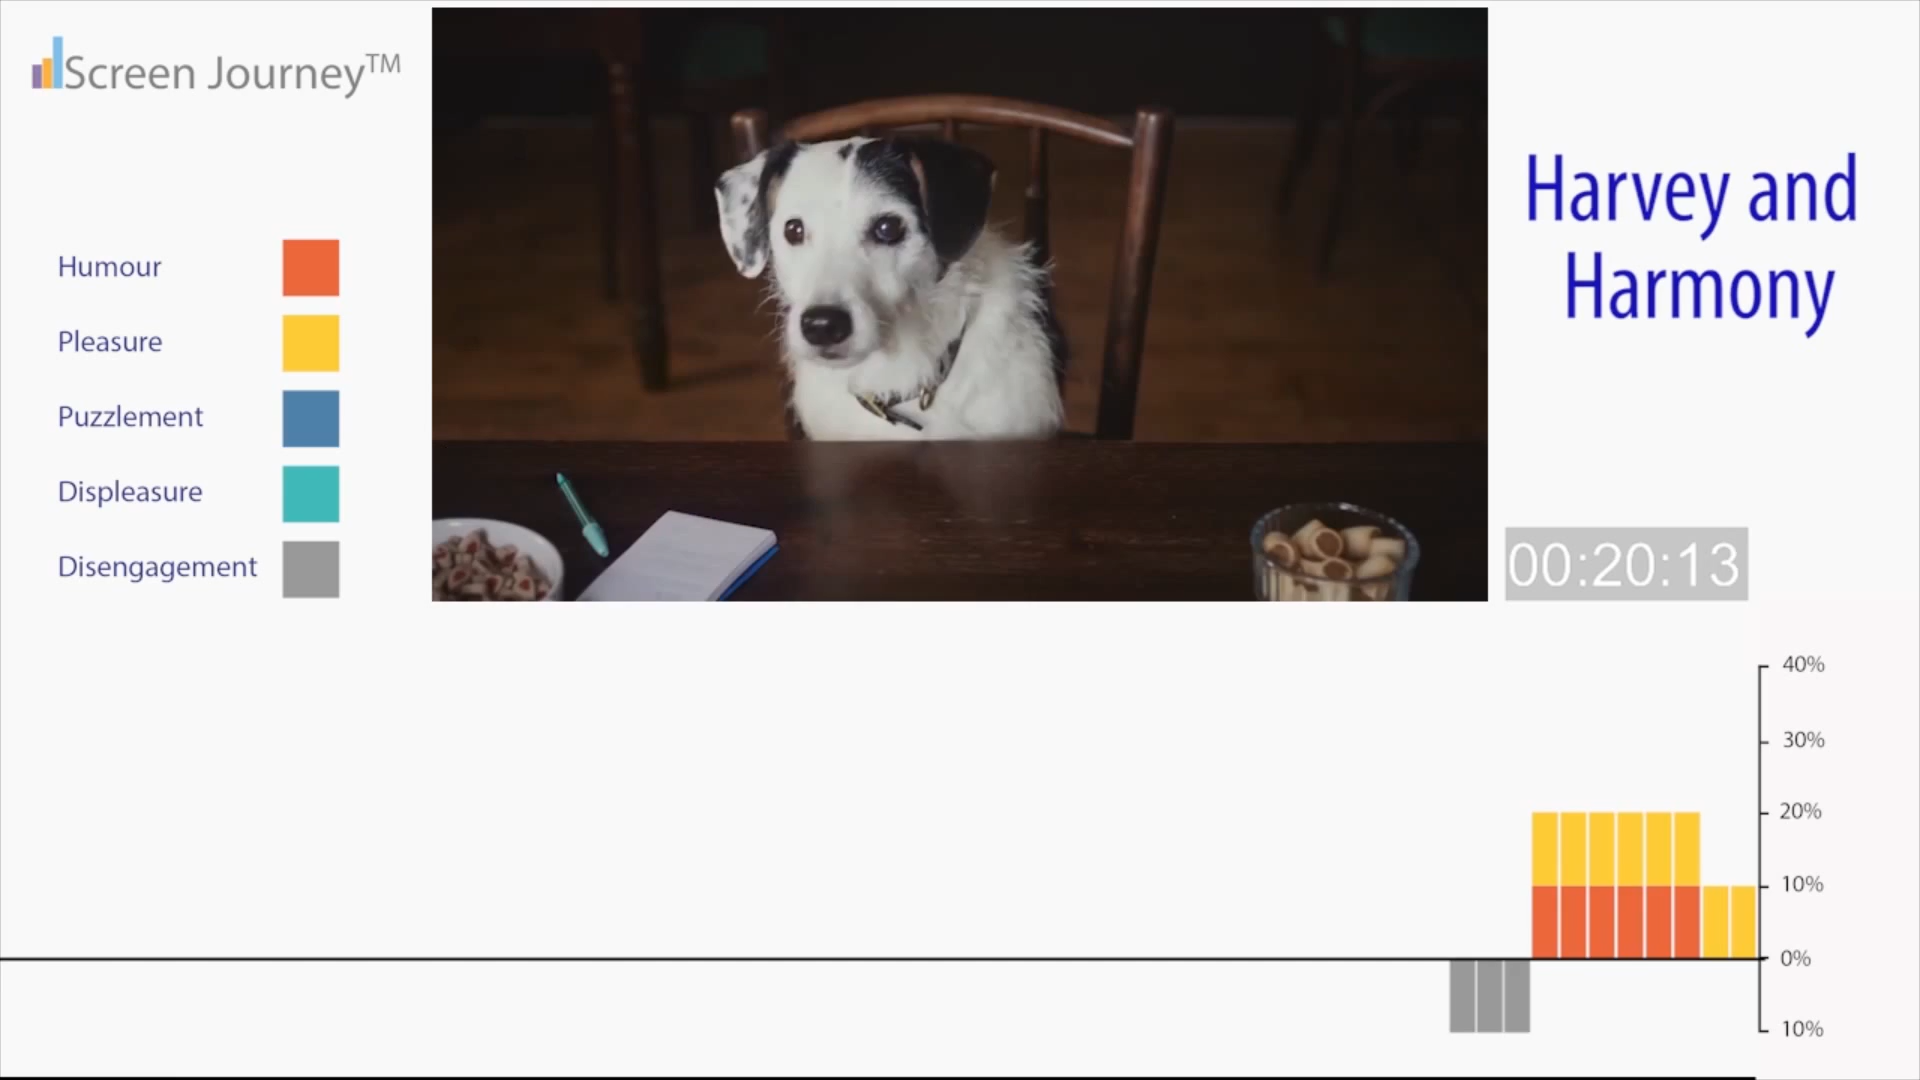 Screen Journey™
Harvey and
Harmony
Humour
Pleasure
Puzzlement
Displeasure
Disengagement
00:20:13
40%
30%
20%
10%
0%
10%